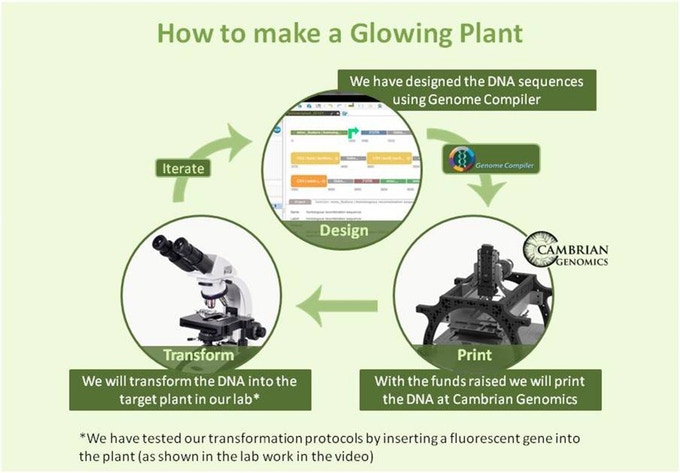 How to make a Glowing Plant
We have designed the DNA sequences
using Genome Compiler
Iterate
Genome Compiler
Design
CAMBRIAN
GENOMICS
Transform
Print
We will transform the DNA into the
target plant in our lab*
With the funds raised we will print
the DNA at Cambrian Genomics
*We have tested our transformation protocols by inserting a fluorescent gene into
the plant (as shown in the lab work in the video)